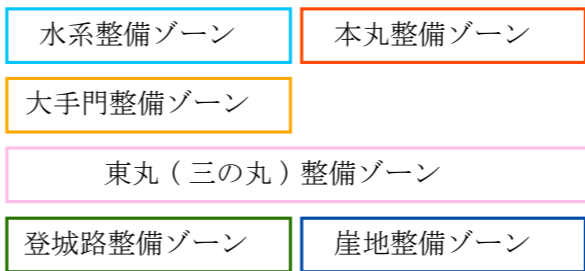 水系整備ゾーン
本丸整備ゾーン
大手門整備ゾーン
東丸(三の丸)整備ゾーン
登城路整備ゾーン
崖地整備ゾーン